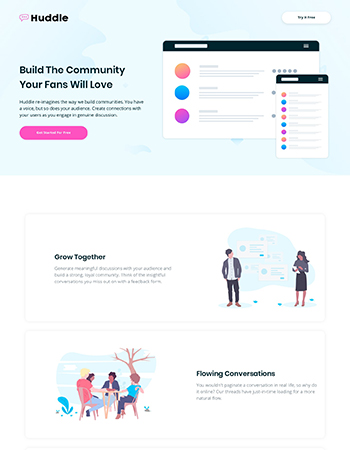 Huddle
Try It Free
Build The Community
Your Fans Will Love
Huddle re-imagines the way we build communities. You have
a voice, but so does your audience. Create connections with
your users as you engage in genuine discussion.
Get Started For Free
Grow Together
Generate meaningful discussions with your audience and
build a strong, loyal community. Think of the insightful
conversations you miss out on with a feedback form.
Flowing Conversations
You wouldn't paginate a conversation in real life, so why do
it online? Our threads have just-in-time loading for a more
natural flow.